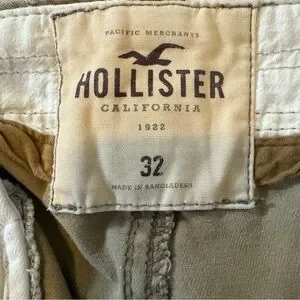 PACIFIC MERCHANTS
HOLLISTER
CALIFORNIA
1922
32
MADE IN BANGLADESH